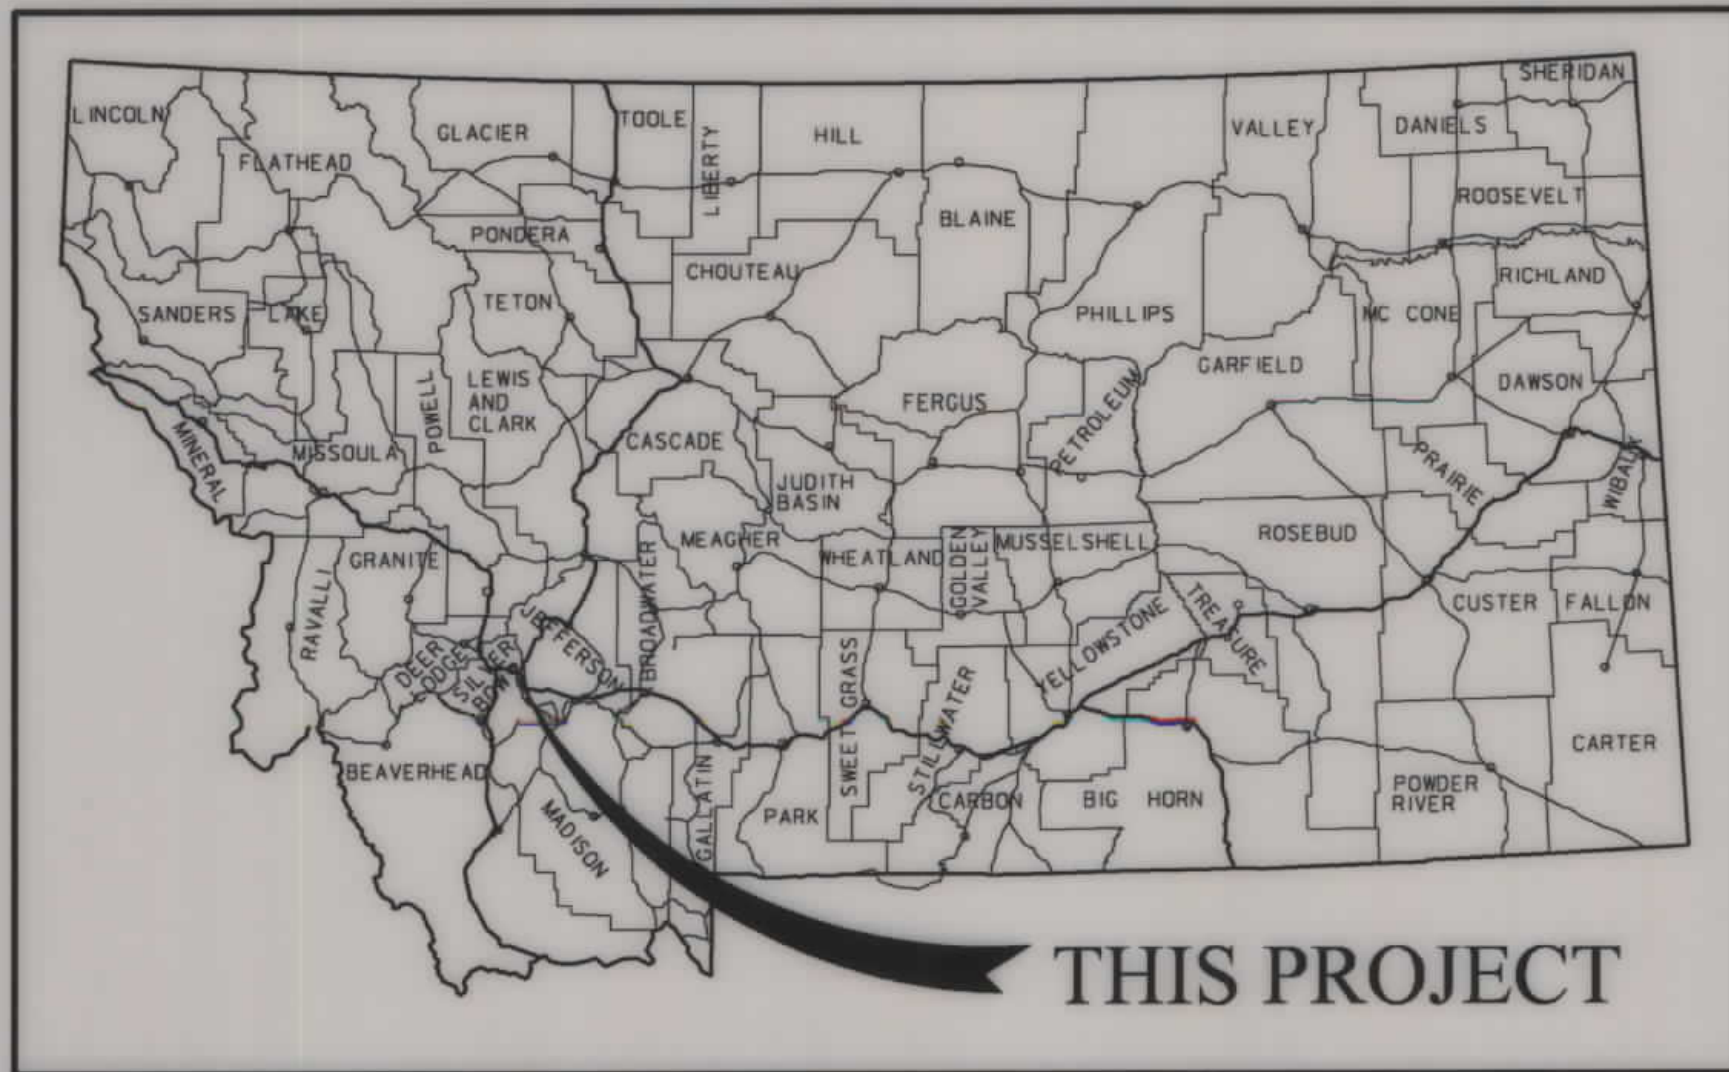 SHERIDAN
LINCOLN
TOOLE
GLACIER
HILL
VALLEY
DANIELS
FLATHEAD
LIBERTY
ROOSEVELT
BLAINE
PONDERA
CHOUTEAU
RICHLAND
TETON
SANDERS
LAKE
PHILLIPS
MC CONE
GARFIELD
LEWIS
AND
CLARK
DAWSON
POWELL
FERGUS
PETROLEUM
CASCADE
MINERAL
MISSOULA
PRAIRIE
WIBAUX
JUDITH
BASIN
MEAGHER
ROSEBUD
WHEATLAND
GOLDEN
VALLEY
MUSSELSHELL
GRANITE
BROADWATER
RAVALLI
JEFFERSON
TREASURE
CUSTER
FALLON
YELLOWSTONE
DEER
LODGE
SILVER
BOW
SWEET GRASS
STILLWATER
CARTER
BEAVERHEAD
GALLATIN
POWDER
RIVER
MADISON
PARK
CARBON
BIG HORN
THIS PROJECT